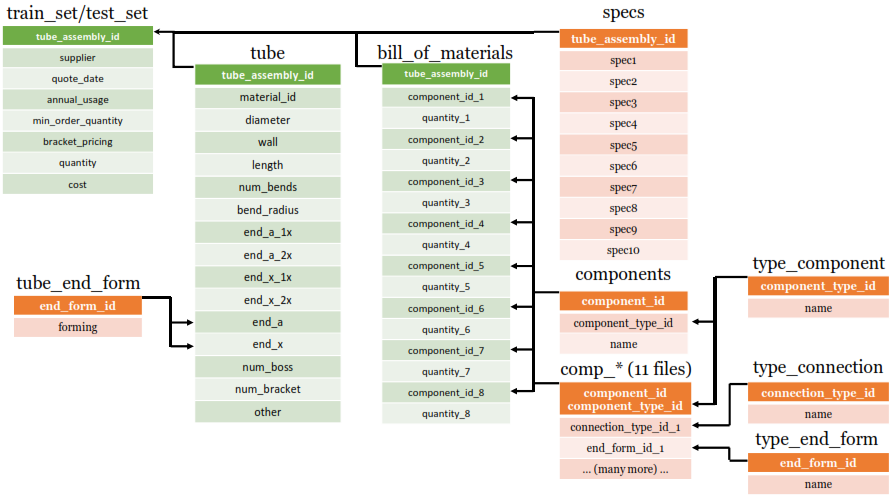 train_set/test_set
tube_assembly_id
supplier
quote_date
annual_usage
min_order_quantity
bracket_pricing
quantity
cost
tube
tube_assembly_id
material_id
diameter
wall
length
num_bends
bend_radius
end_a_1x
end_a_2x
end_x_1x
end_x_2x
end_a
end_x
num_boss
num_bracket
other
bill_of_materials
tube_assembly_id
component_id_1
quantity_1
component_id_2
quantity_2
component_id_3
quantity_3
component_id_4
quantity_4
component_id_5
quantity_5
component_id_6
quantity_6
component_id_7
quantity_7
component_id_8
quantity_8
specs
tube_assembly_id
spec1
spec2
spec3
spec4
spec5
spec6
spec7
spec8
spec9
spec10
tube_end_form
end_form_id
forming
components
component_id
component_type_id
name
comp_* (11 files)
component_id
component_type_id
connection_type_id_1
end_form_id_1
... (many more) ...
type_component
component_type_id
name
type_connection
connection_type_id
name
type_end_form
end_form_id
name